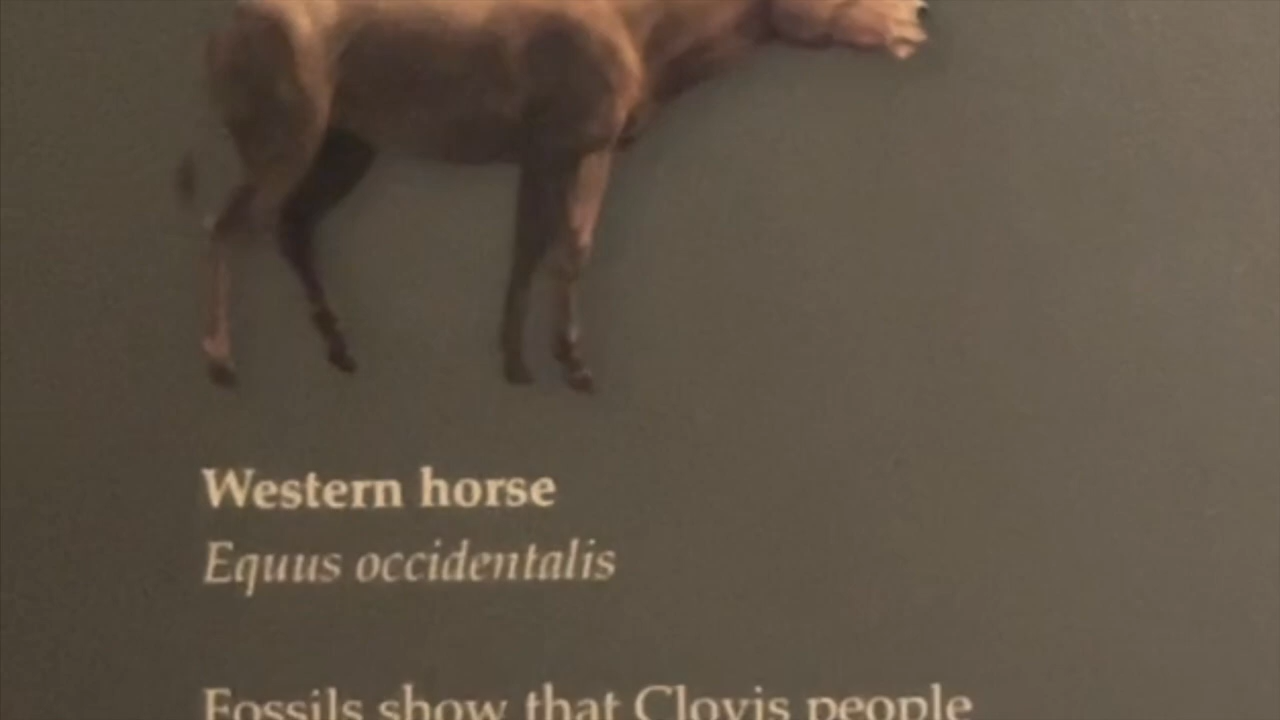 Western horse
Equus occidentalis
Fossils show that Clovis people